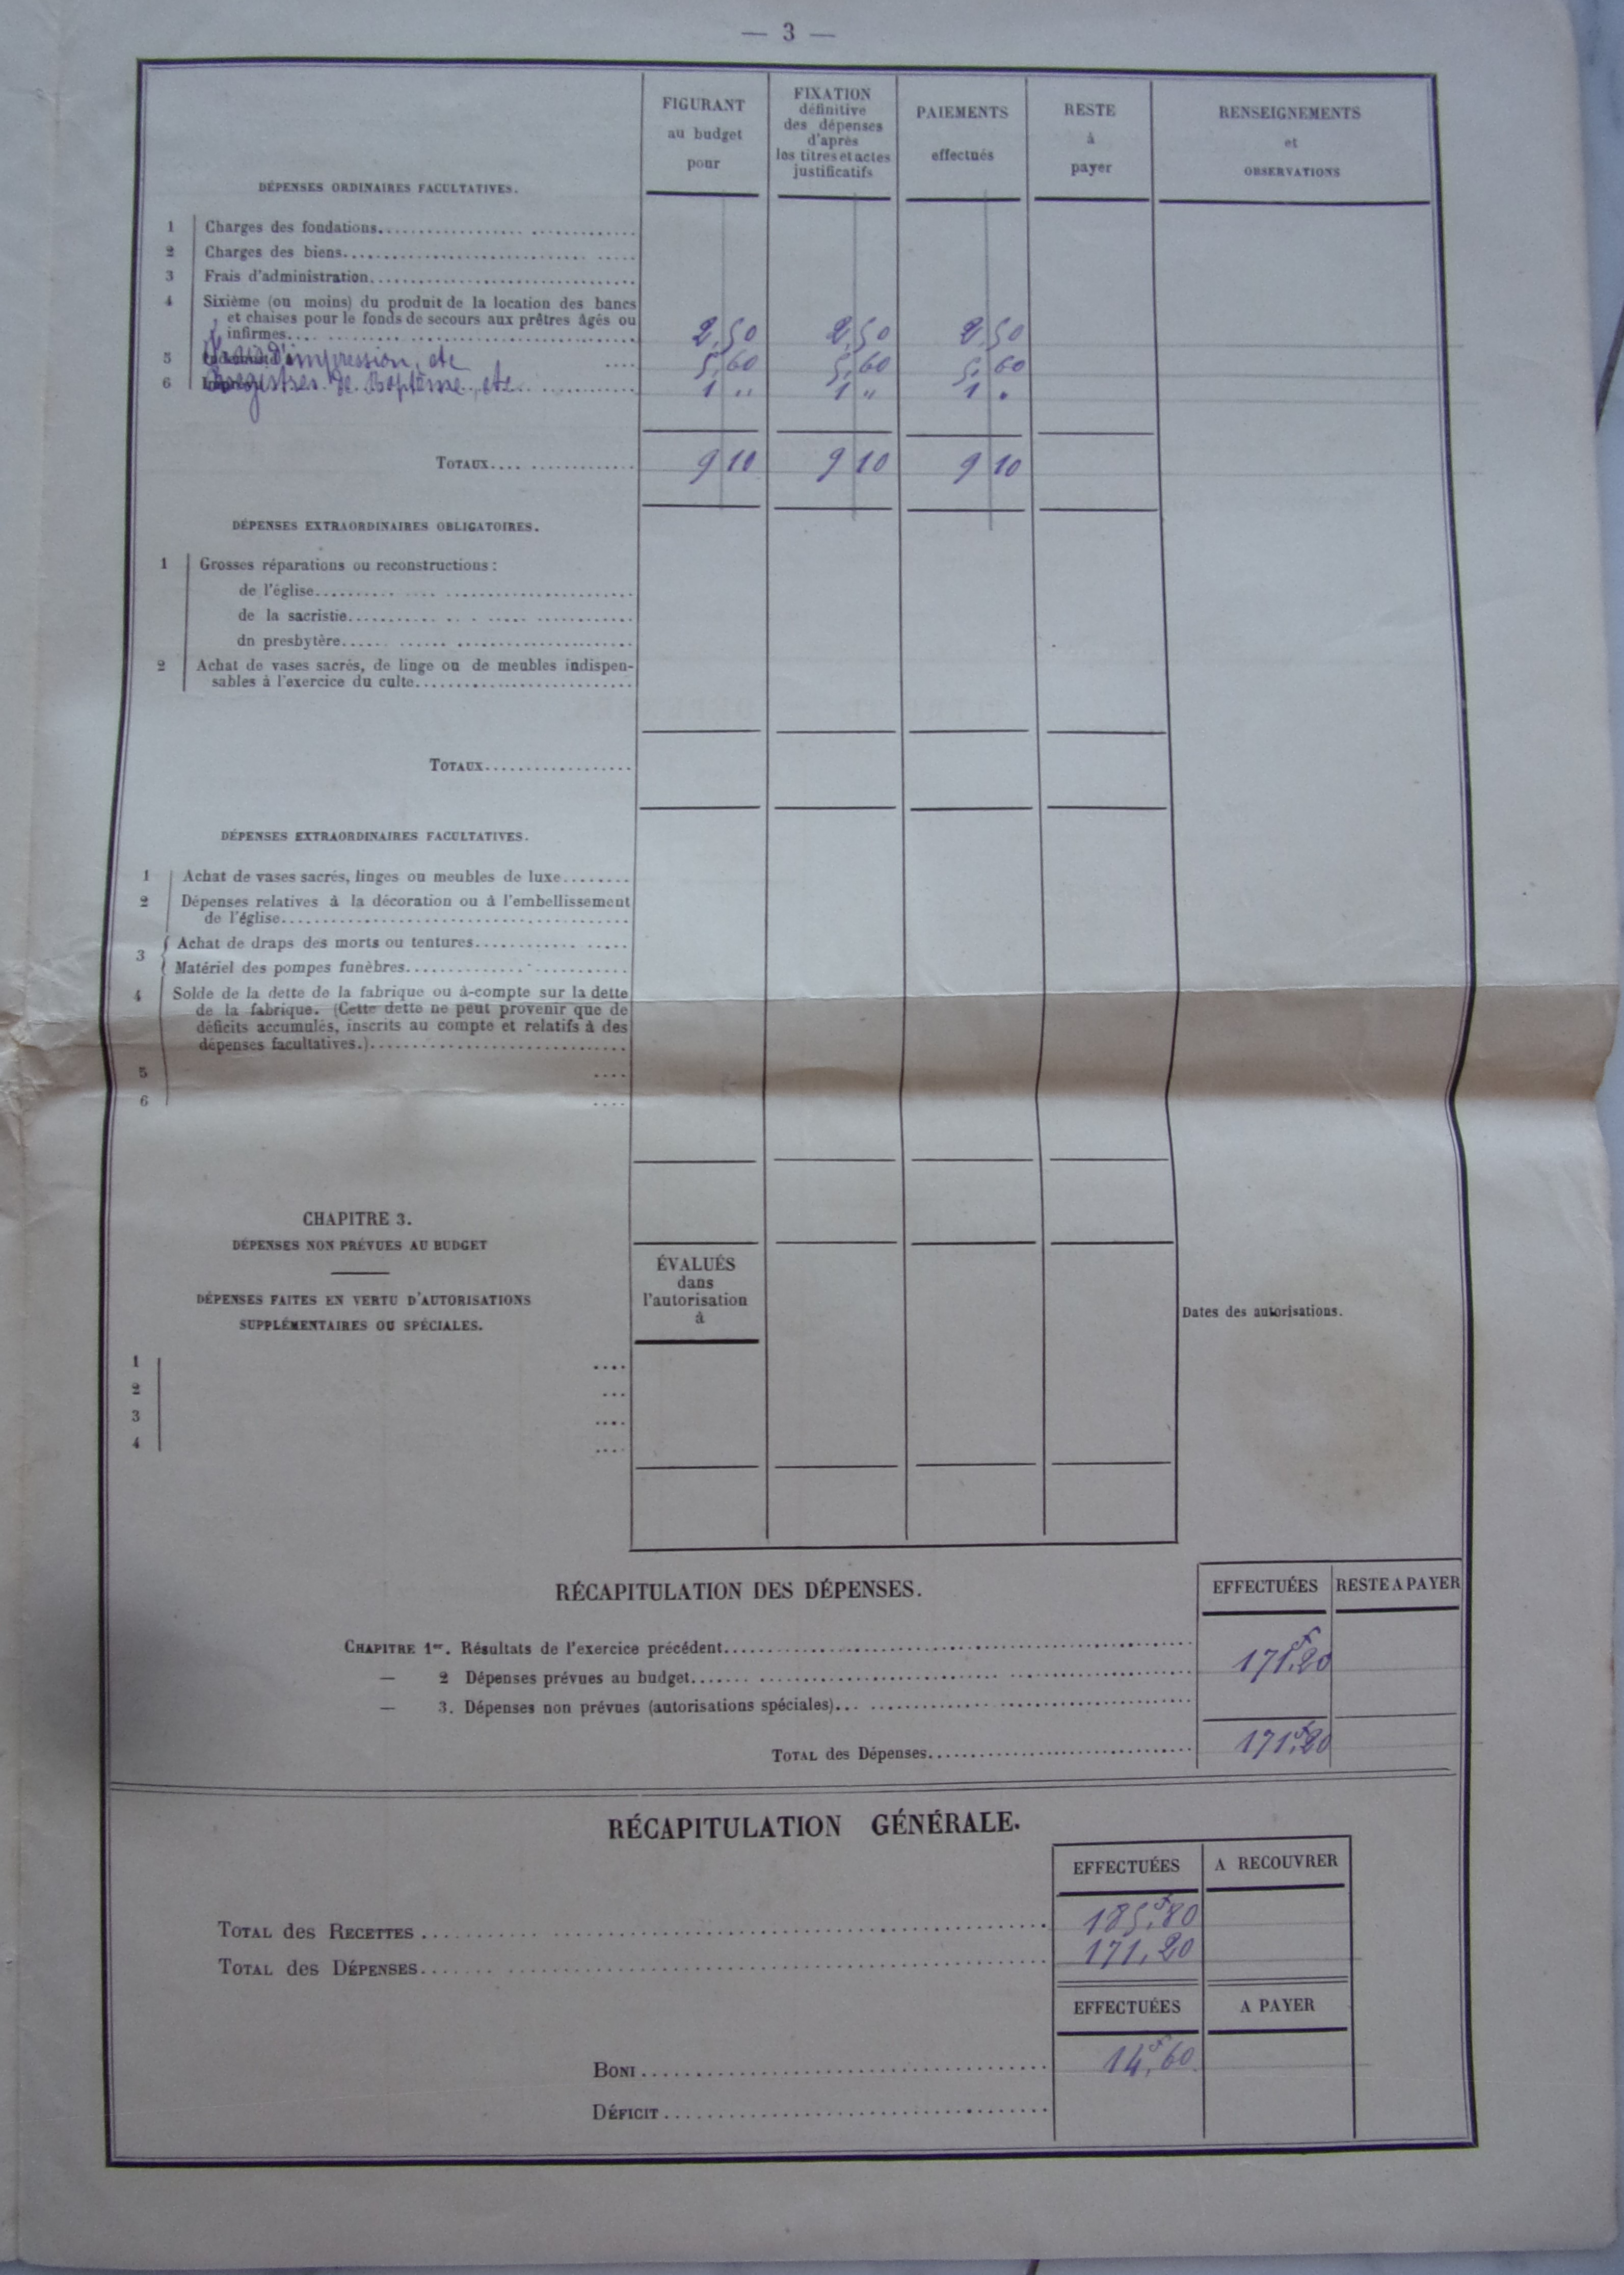 — 3 —
DÉPENSES ORDINAIRES FACULTATIVES.
FIGURANT
au budget
pour
FIXATION
définitive
des dépenses
d'après
les titres et actes
justificatifs
PAIEMENTS
effectués
RESTE
à
payer
RENSEIGNEMENTS
et
OBSERVATIONS
1 Charges des fondations
2 Charges des biens
3 Frais d'administration
4 Sixième (ou moins) du produit de la location des bancs
et chaises pour le fonds de secours aux prêtres âgés ou
infirmes 2,50 2,50 2,50
5 d'impression, etc 5,60 5,60 5,60
6 Registres de Baptême, etc 1 " 1 " 1 .
TOTAUX 9 10 9 10 9 10
DÉPENSES EXTRAORDINAIRES OBLIGATOIRES.
1 Grosses réparations ou reconstructions :
de l'église
de la sacristie
dn presbytère
2 Achat de vases sacrés, de linge ou de meubles indispen-
sables à l'exercice du culte
TOTAUX
DÉPENSES EXTRAORDINAIRES FACULTATIVES.
1 Achat de vases sacrés, linges ou meubles de luxe
2 Dépenses relatives à la décoration ou à l'embellissement
de l'église
3 Achat de draps des morts ou tentures
Matériel des pompes funèbres
4 Solde de la dette de la fabrique ou à-compte sur la dette
de la fabrique. (Cette dette ne peut provenir que de
déficits accumulés, inscrits au compte et relatifs à des
dépenses facultatives.)
5
6
CHAPITRE 3.
DÉPENSES NON PRÉVUES AU BUDGET
DÉPENSES FAITES EN VERTU D'AUTORISATIONS
SUPPLÉMENTAIRES OU SPÉCIALES.
ÉVALUÉS
dans
l'autorisation
à
Dates des autorisations.
1
2
3
4
RÉCAPITULATION DES DÉPENSES.
EFFECTUÉES RESTE A PAYER
CHAPITRE 1er. Résultats de l'exercice précédent
— 2 Dépenses prévues au budget 171f,20
— 3. Dépenses non prévues (autorisations spéciales)
TOTAL des Dépenses 171f,20
RÉCAPITULATION GÉNÉRALE.
EFFECTUÉES A RECOUVRER
TOTAL des RECETTES 185f,80
TOTAL des DÉPENSES 171,20
EFFECTUÉES A PAYER
BONI 14f,60
DÉFICIT